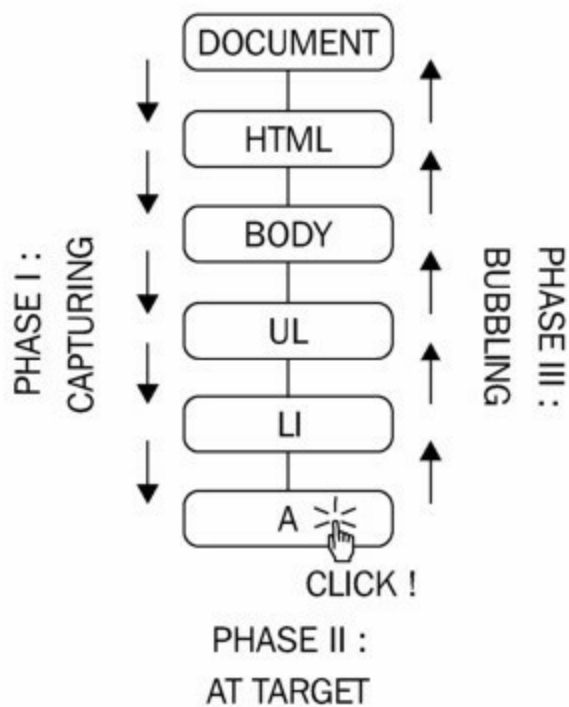 DOCUMENT
HTML
BODY
UL
LI
A
CLICK !
PHASE I :
CAPTURING
PHASE II :
AT TARGET
PHASE III :
BUBBLING